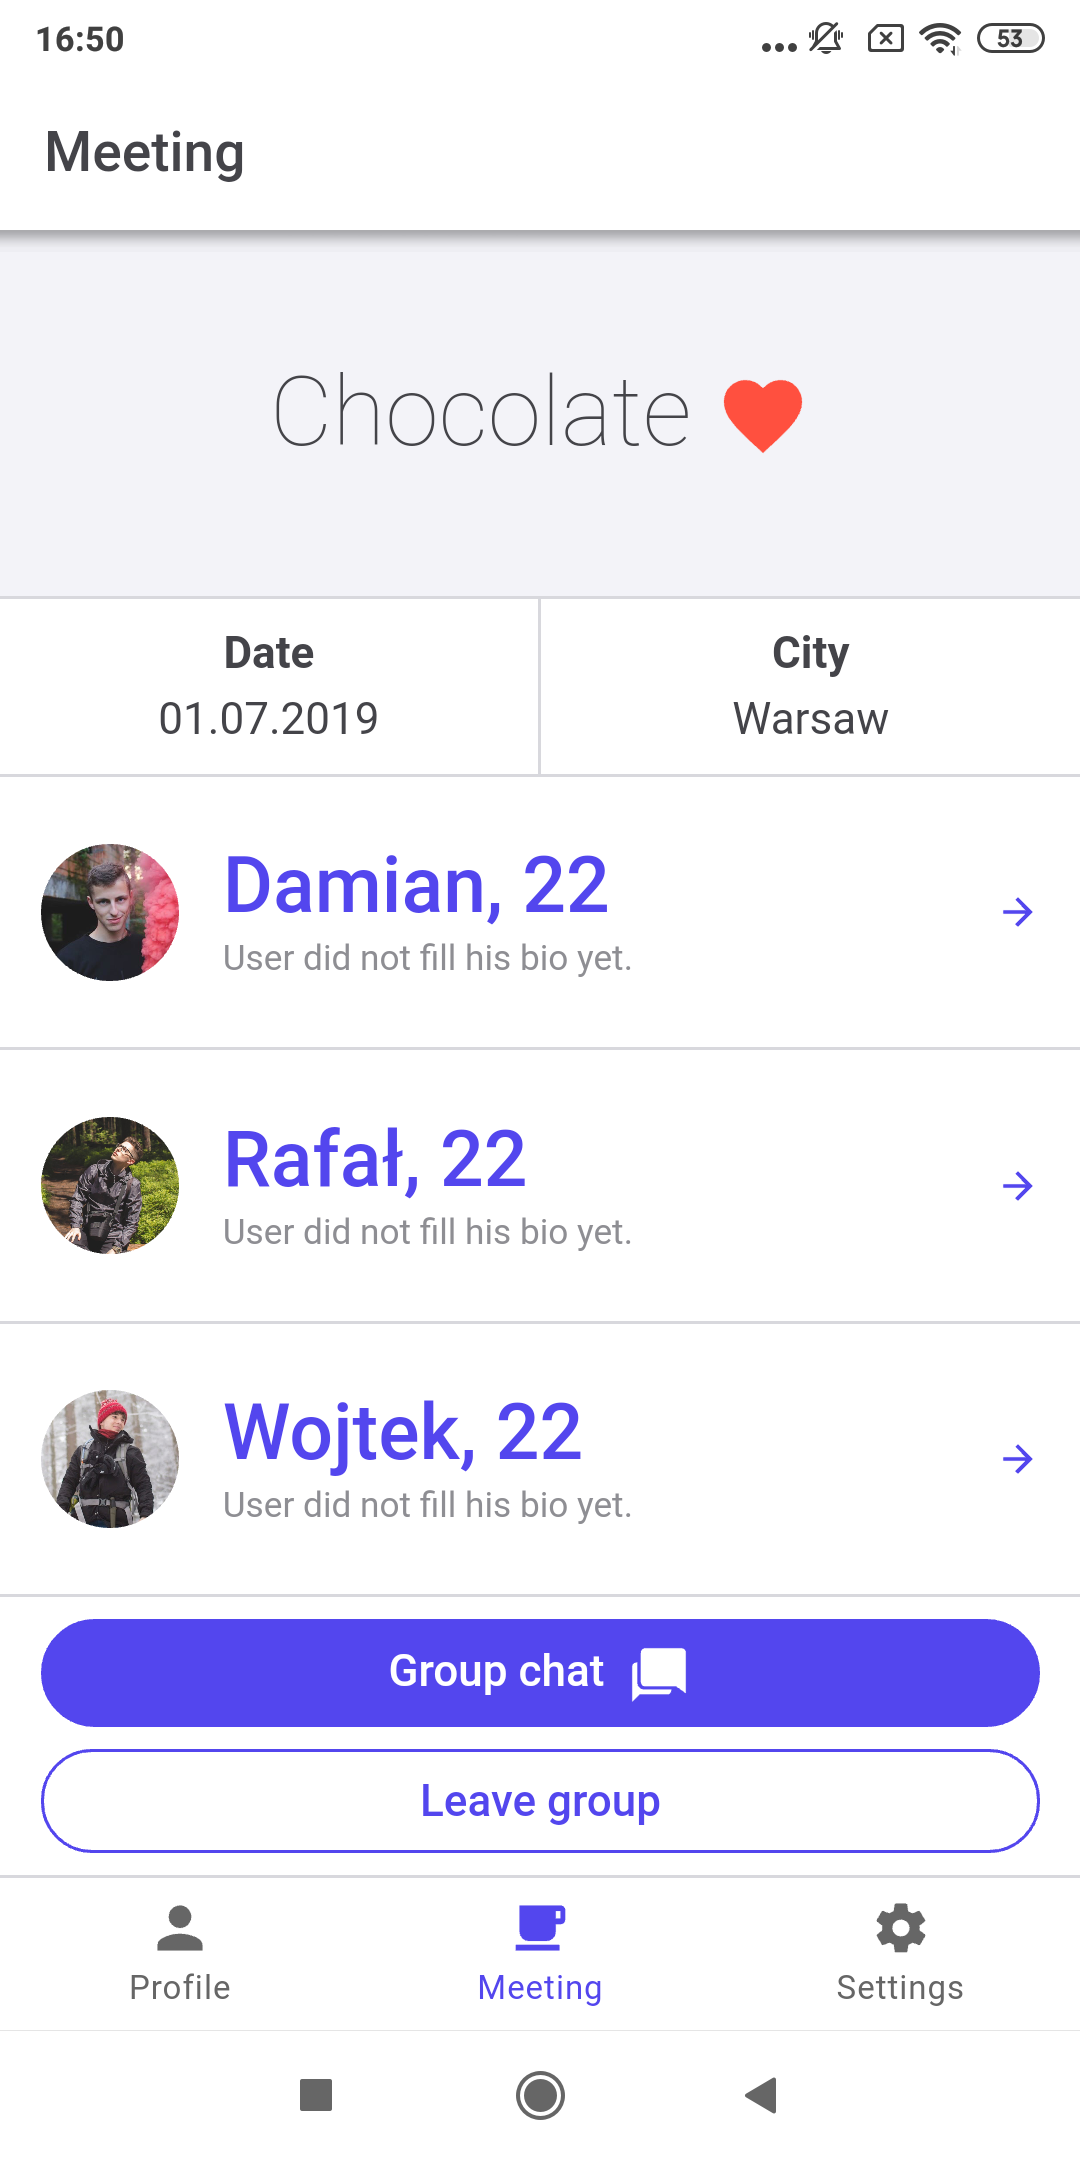 16:50
53
Meeting
Chocolate
Date
City
01.07.2019
Warsaw
Damian, 22
User did not fill his bio yet.
Rafał, 22
User did not fill his bio yet.
Wojtek, 22
User did not fill his bio yet.
Group chat
Leave group
Profile
Meeting
Settings